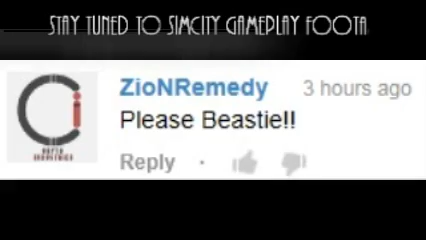 STAY TUNED TO SIMCITY GAMEPLAY FOOTA
ZioNRemedy 3 hours ago
Please Beastie!!
Reply ·